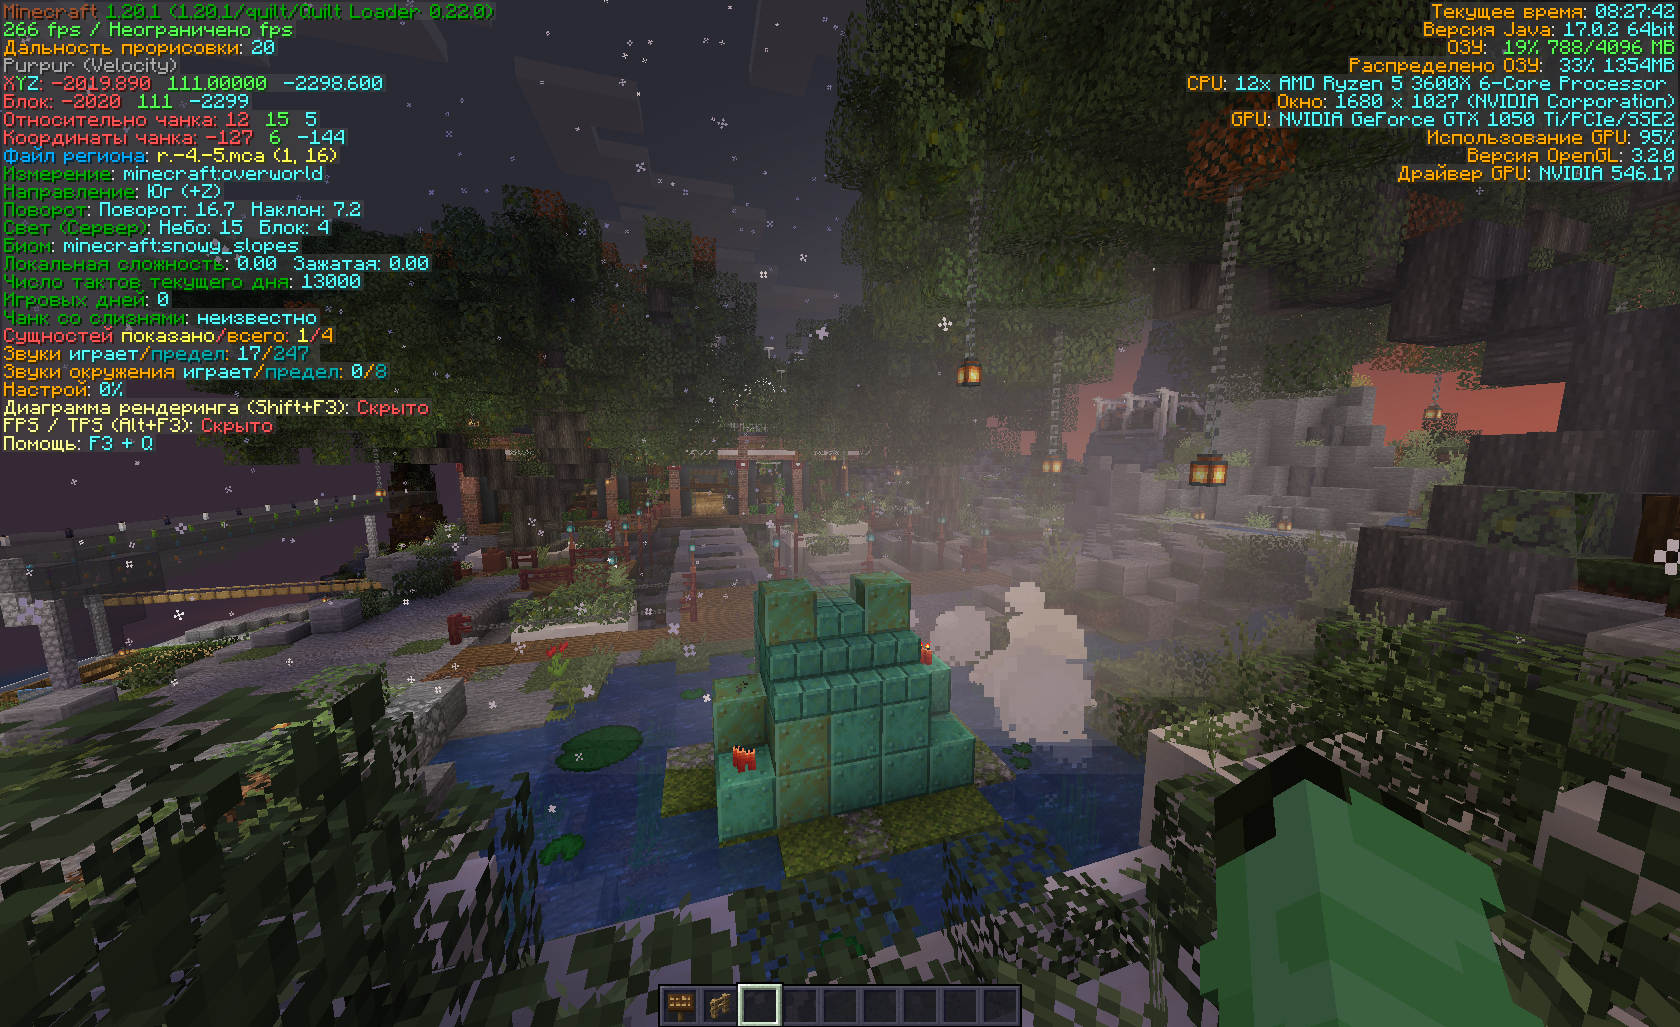 Minecraft 1.20.1 (1.20.1/quilt/Quilt Loader 0.22.0)
266 fps / Неограничено fps
Дальность прорисовки: 20
Purpur (Velocity)
XYZ: -2019.890 111.00000 -2298.600
Блок: -2020 111 -2299
Относительно чанка: 12 15 5
Координаты чанка: -127 6 -144
Файл региона: r.-4.-5.mca (1, 16)
Измерение: minecraft:overworld
Направление: Юг (+Z)
Поворот: Поворот: 16.7 Наклон: 7.2
Свет (Сервер): Небо: 15 Блок: 4
Биом: minecraft:snowy_slopes
Локальная сложность: 0.00 Зажатая: 0.00
Число тактов текущего дня: 13000
Игровых дней: 0
Чанк со слизнями: неизвестно
Сущностей показано/всего: 1/4
Звуки играет/предел: 17/247
Звуки окружения играет/предел: 0/8
Настрой: 0%
Диаграмма рендеринга (Shift+F3): Скрыто
FPS / TPS (Alt+F3): Скрыто
Помощь: F3 + Q
Текущее время: 08:27:42
Версия Java: 17.0.2 64bit
ОЗУ: 19% 788/4096 MB
Распределено ОЗУ: 33% 1354MB
CPU: 12x AMD Ryzen 5 3600X 6-Core Processor
Окно: 1680 x 1027 (NVIDIA Corporation)
GPU: NVIDIA GeForce GTX 1050 Ti/PCIe/SSE2
Использование GPU: 95%
Версия OpenGL: 3.2.0
Драйвер GPU: NVIDIA 546.17